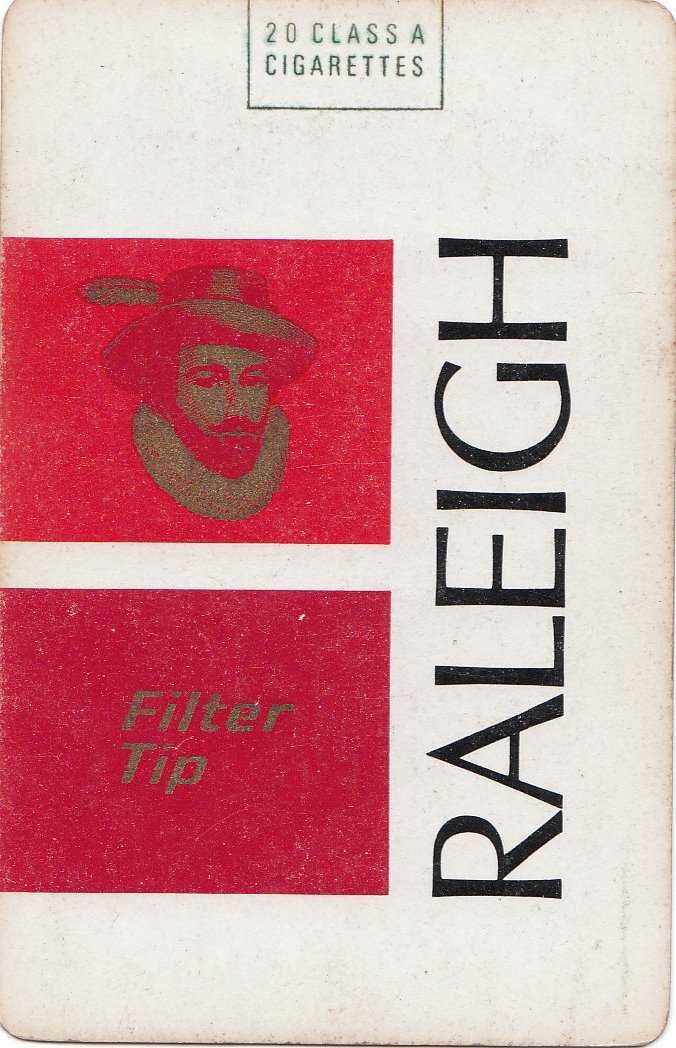 20 CLASS A
CIGARETTES
RALEIGH
Filter
Tip